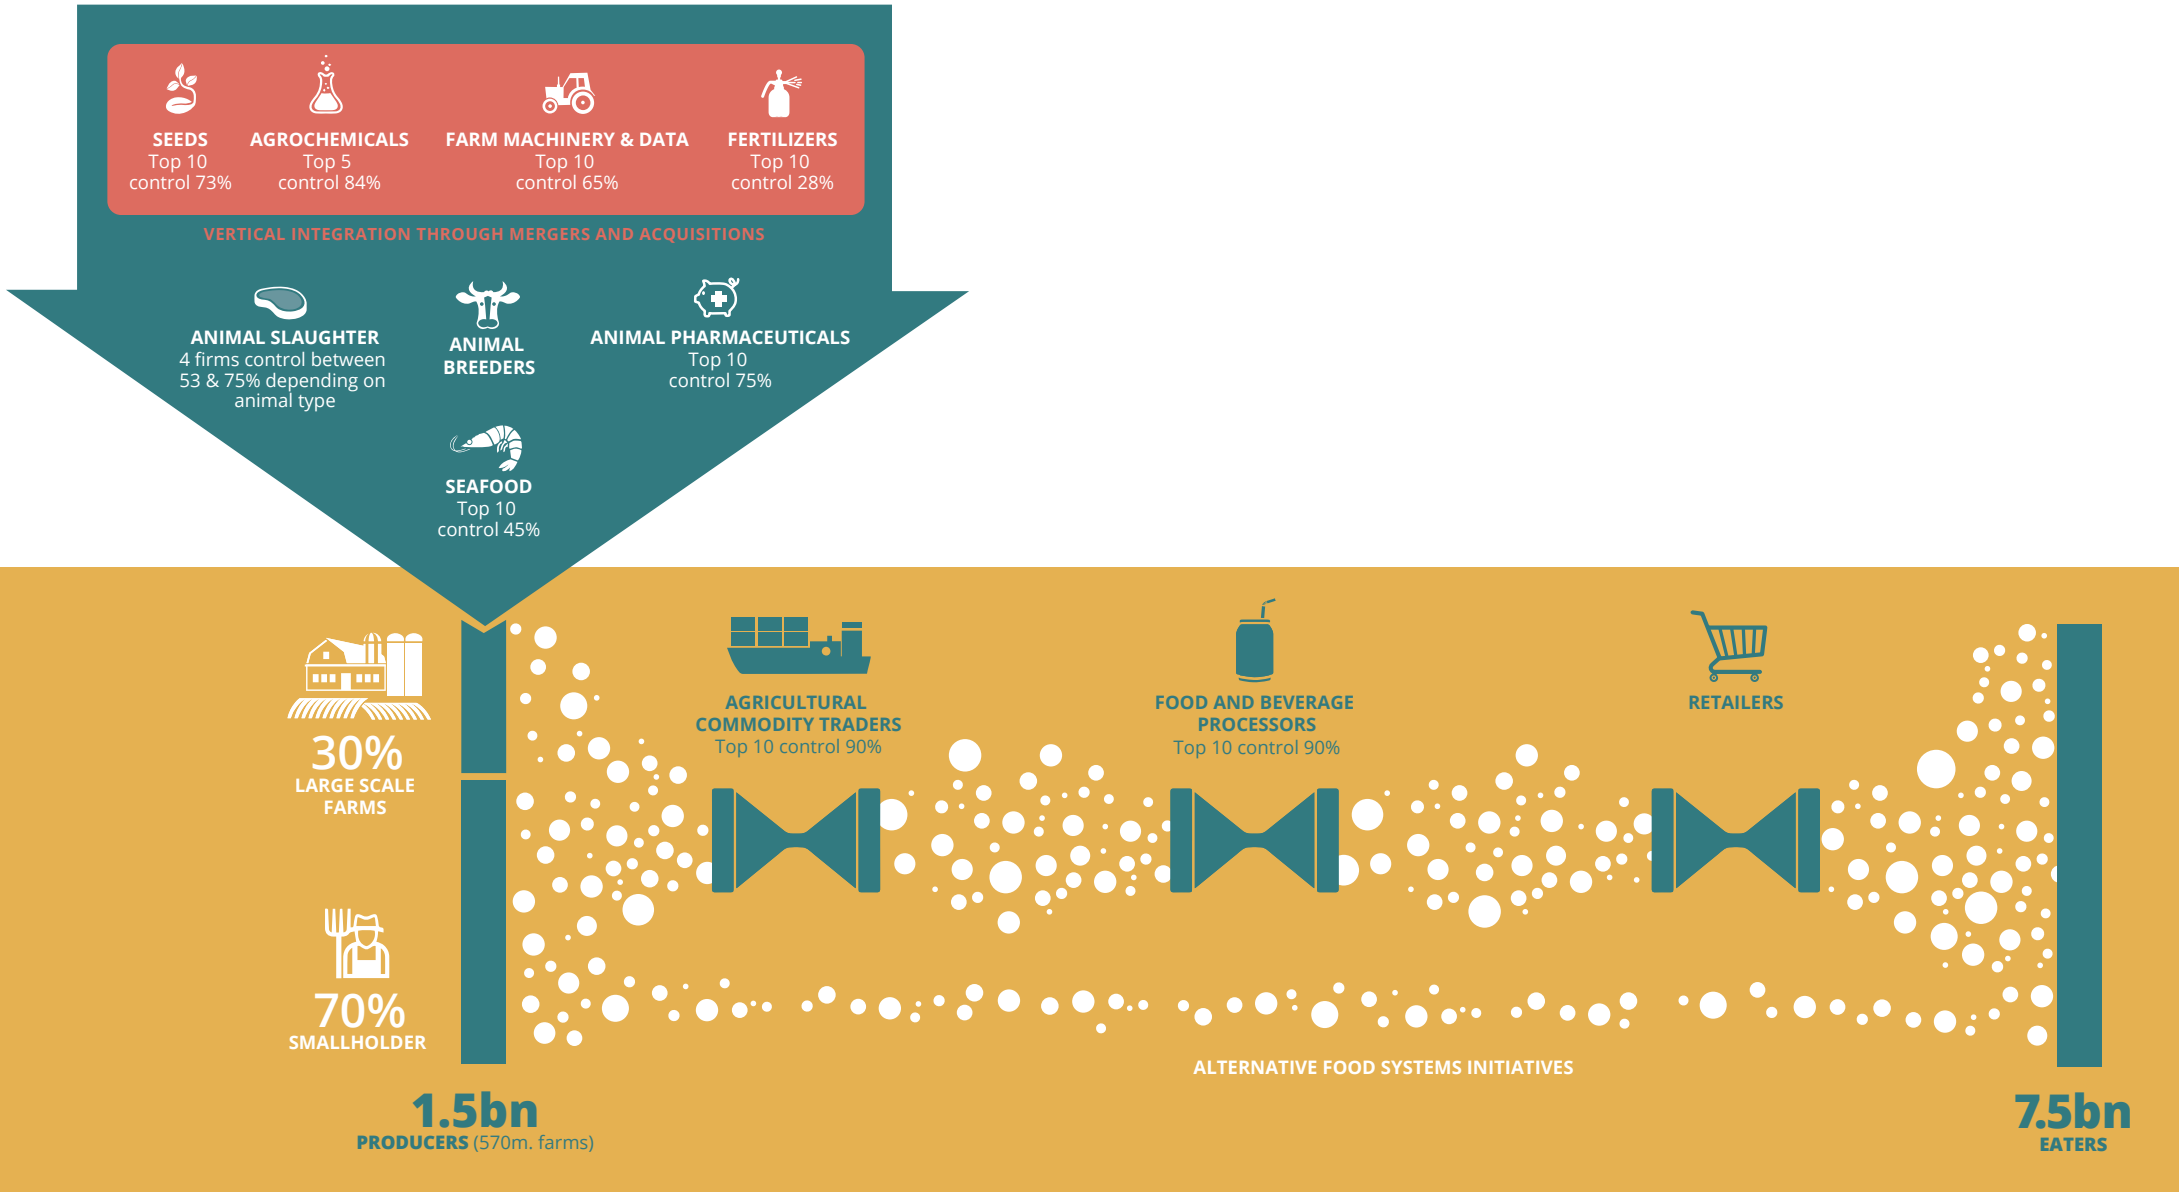 SEEDS
Top 10
control 73%
AGROCHEMICALS
Top 5
control 84%
FARM MACHINERY & DATA
Top 10
control 65%
FERTILIZERS
Top 10
control 28%
VERTICAL INTEGRATION THROUGH MERGERS AND ACQUISITIONS
ANIMAL SLAUGHTER
4 firms control between
53 & 75% depending on
animal type
ANIMAL
BREEDERS
ANIMAL PHARMACEUTICALS
Top 10
control 75%
SEAFOOD
Top 10
control 45%
30%
LARGE SCALE
FARMS
70%
SMALLHOLDER
1.5bn
PRODUCERS (570m. farms)
AGRICULTURAL
COMMODITY TRADERS
Top 10 control 90%
FOOD AND BEVERAGE
PROCESSORS
Top 10 control 90%
RETAILERS
ALTERNATIVE FOOD SYSTEMS INITIATIVES
7.5bn
EATERS